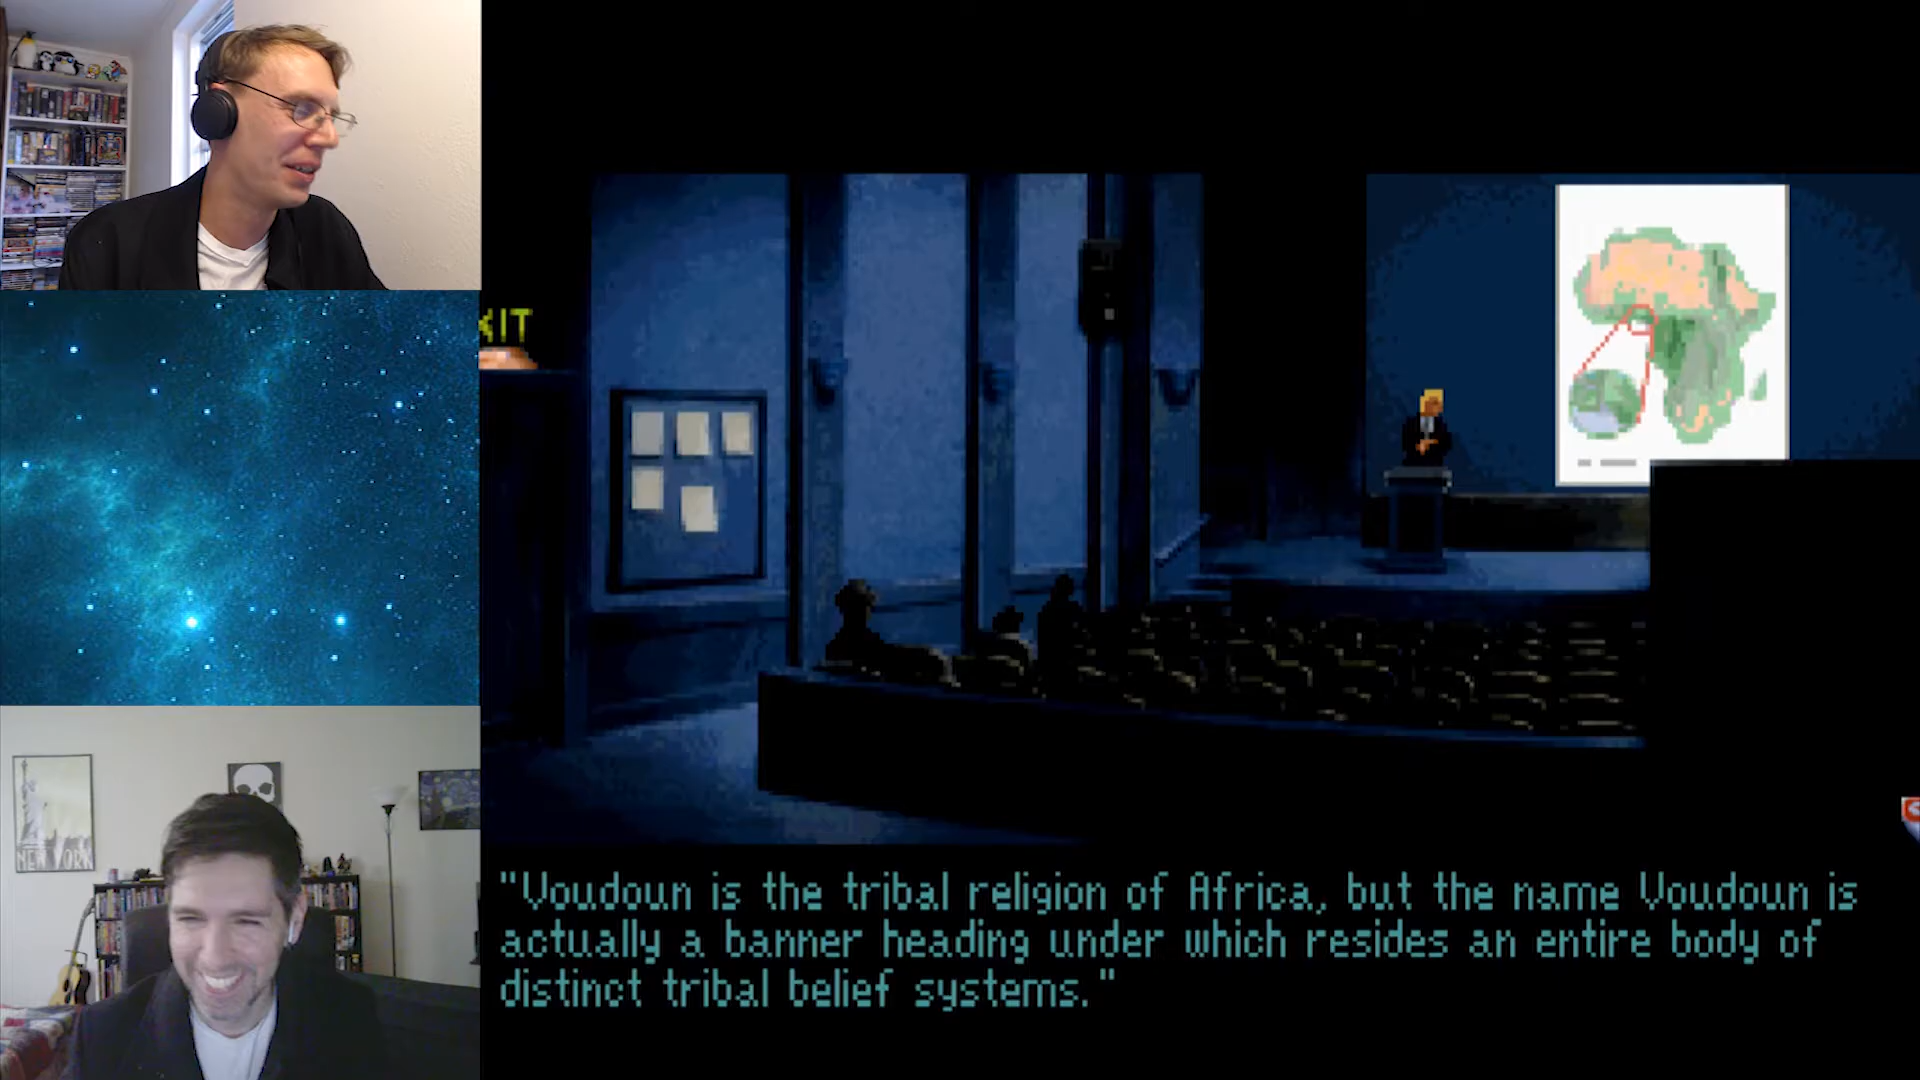 XIT
NEW YORK
"Voudoun is the tribal religion of Africa, but the name Voudoun is
actually a banner heading under which resides an entire body of
distinct tribal belief systems."